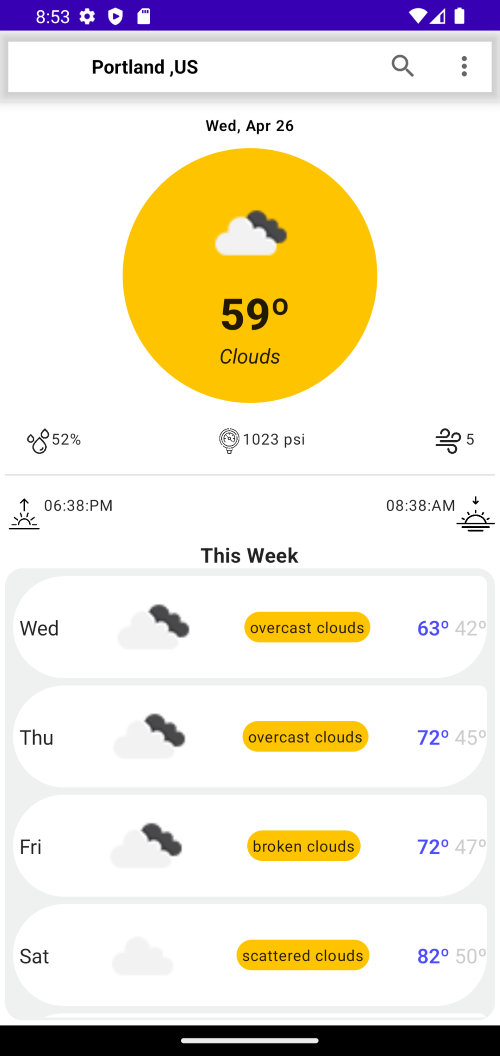 8:53
Portland ,US
Wed, Apr 26
59º
Clouds
52%
1023 psi
5
06:38:PM
08:38:AM
This Week
Wed
overcast clouds
63º 42º
Thu
overcast clouds
72º 45º
Fri
broken clouds
72º 47º
Sat
scattered clouds
82º 50º